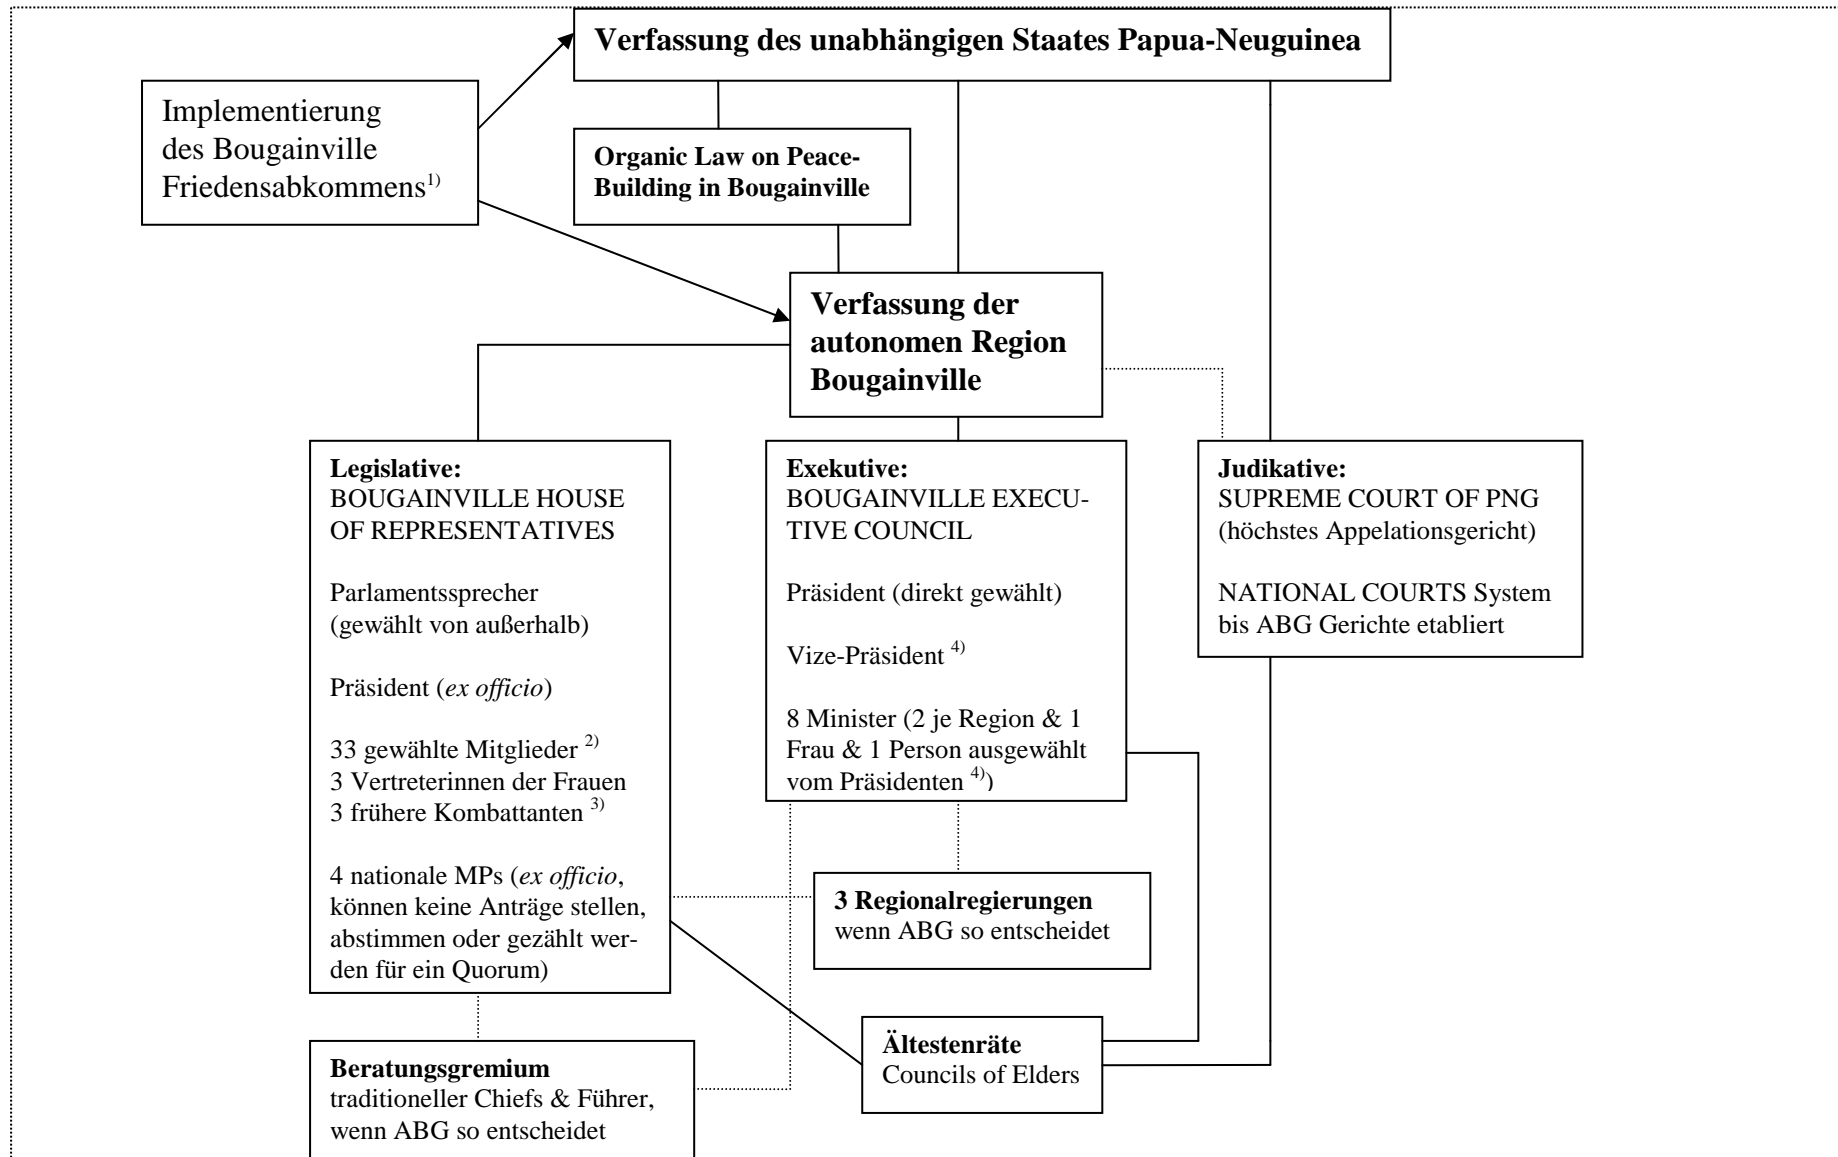 Verfassung des unabhängigen Staates Papua-Neuguinea
Implementierung
des Bougainville
Friedensabkommens¹⁾
Organic Law on Peace-
Building in Bougainville
Verfassung der
autonomen Region
Bougainville
Legislative:
BOUGAINVILLE HOUSE
OF REPRESENTATIVES
Parlamentssprecher
(gewählt von außerhalb)
Präsident (ex officio)
33 gewählte Mitglieder ²⁾
3 Vertreterinnen der Frauen
3 frühere Kombattanten ³⁾
4 nationale MPs (ex officio,
können keine Anträge stellen,
abstimmen oder gezählt wer-
den für ein Quorum)
Exekutive:
BOUGAINVILLE EXECU-
TIVE COUNCIL
Präsident (direkt gewählt)
Vize-Präsident ⁴⁾
8 Minister (2 je Region & 1
Frau & 1 Person ausgewählt
vom Präsidenten ⁴⁾)
Judikative:
SUPREME COURT OF PNG
(höchstes Appelationsgericht)
NATIONAL COURTS System
bis ABG Gerichte etabliert
3 Regionalregierungen
wenn ABG so entscheidet
Ältestenräte
Councils of Elders
Beratungsgremium
traditioneller Chiefs & Führer,
wenn ABG so entscheidet